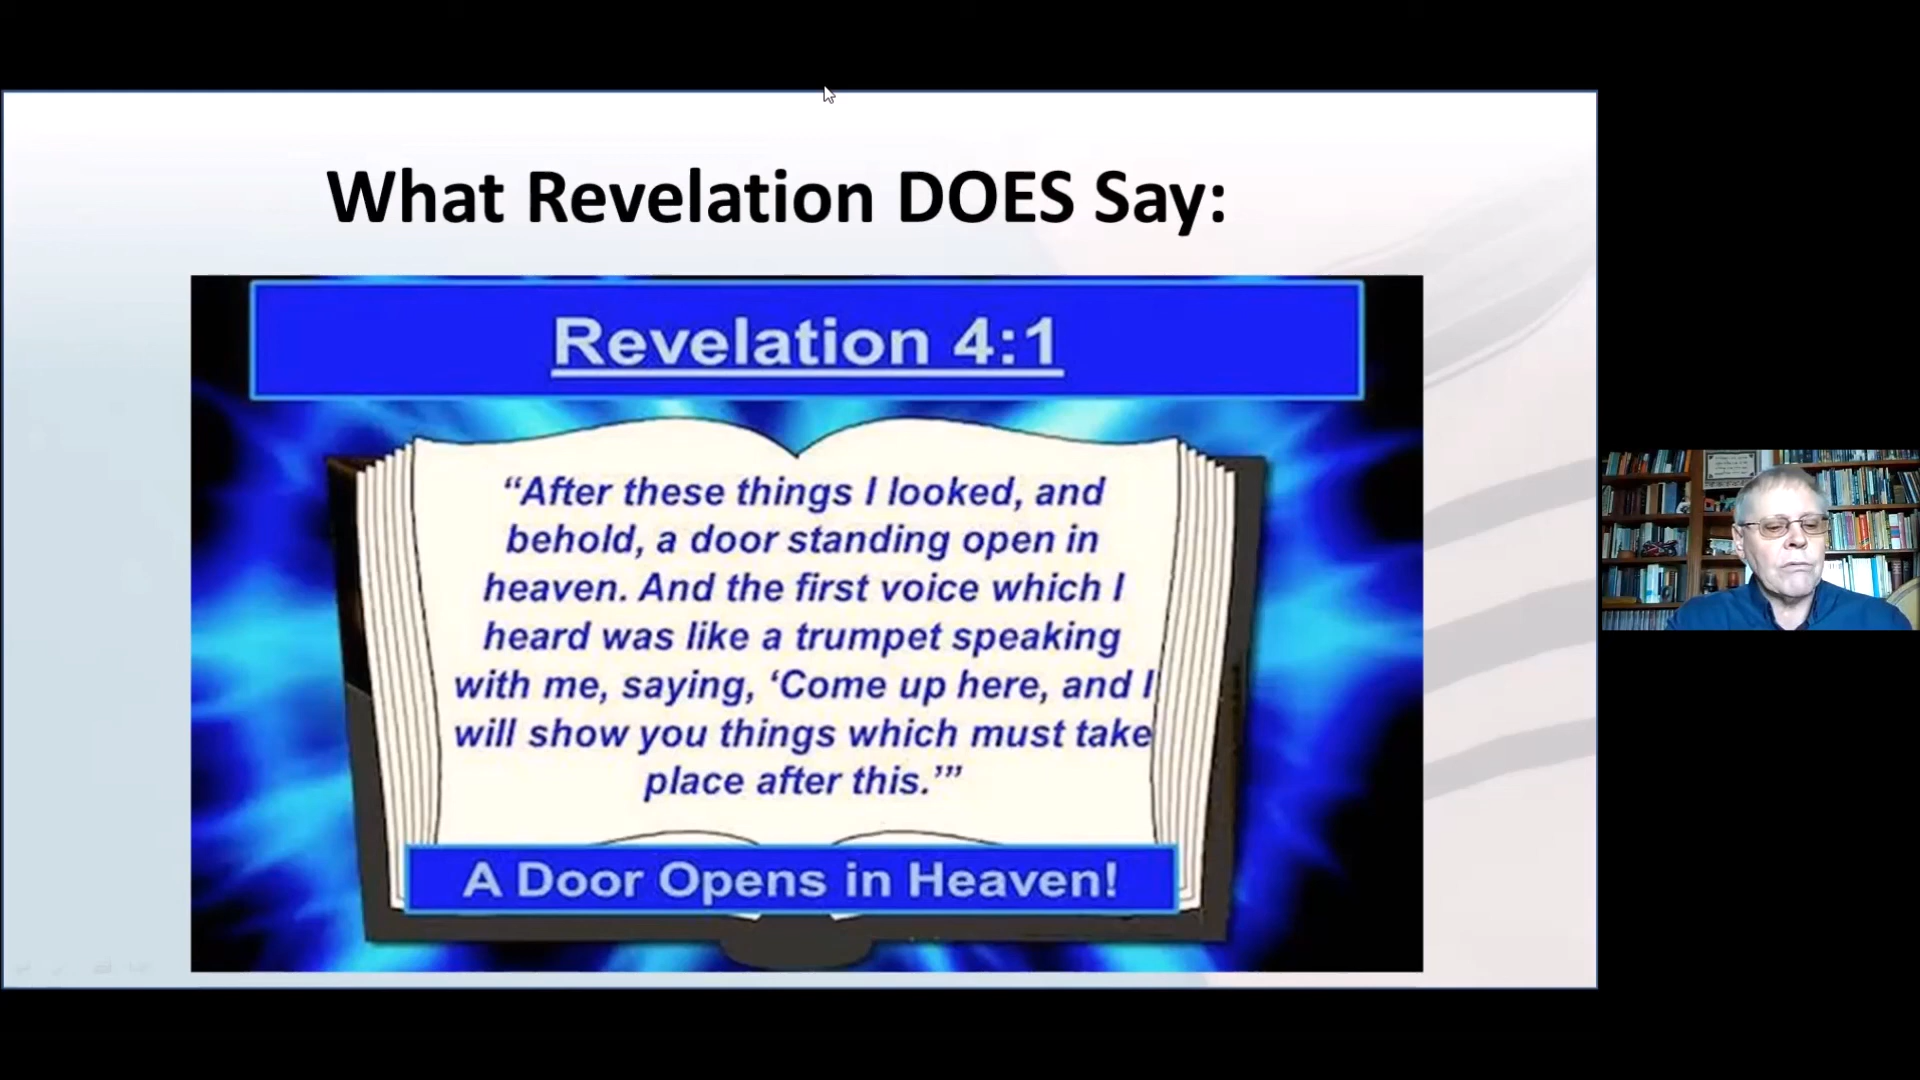 What Revelation DOES Say:
Revelation 4:1
“After these things I looked, and
behold, a door standing open in
heaven. And the first voice which I
heard was like a trumpet speaking
with me, saying, ‘Come up here, and I
will show you things which must take
place after this.’”
A Door Opens in Heaven!